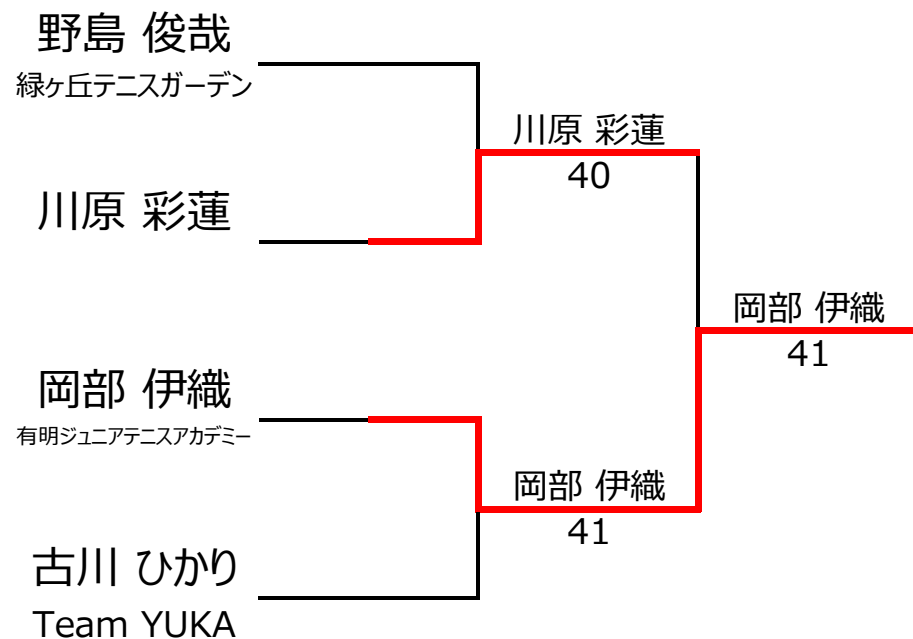 野島 俊哉
緑ヶ丘テニスガーデン
川原 彩蓮
40
川原 彩蓮
岡部 伊織
41
岡部 伊織
有明ジュニアテニスアカデミー
岡部 伊織
41
古川 ひかり
Team YUKA